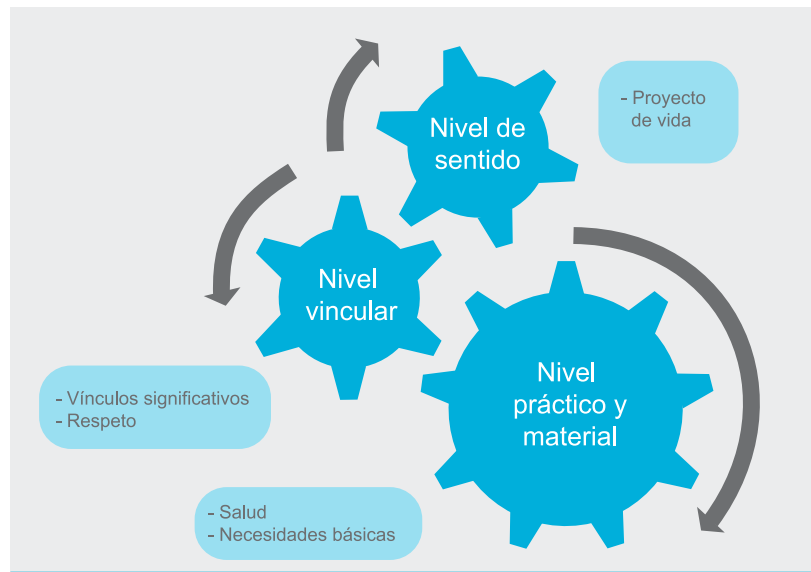 Nivel de
sentido
- Proyecto
de vida
Nivel
vincular
- Vínculos significativos
- Respeto
Nivel
práctico y
material
- Salud
- Necesidades básicas